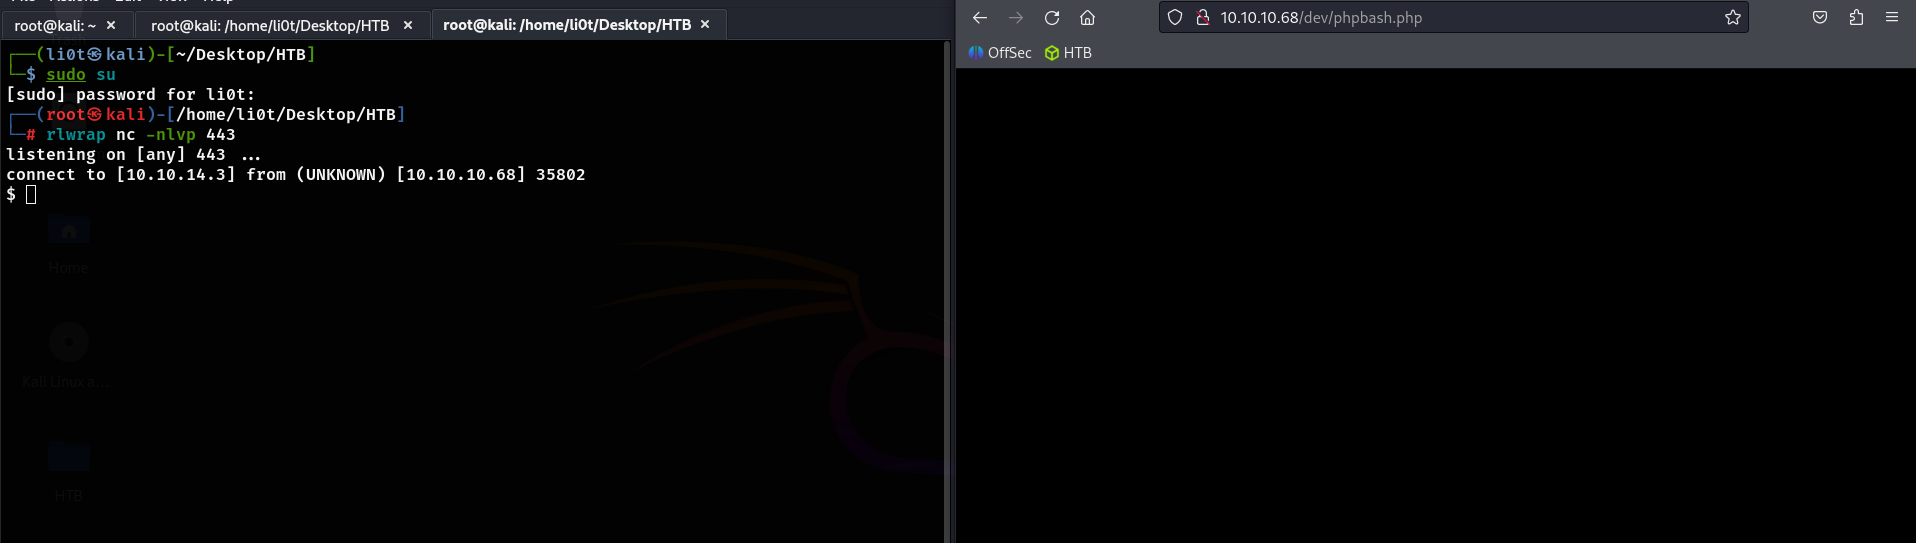 root@kali: ~ ×
root@kali: /home/li0t/Desktop/HTB ×
root@kali: /home/li0t/Desktop/HTB ×
┌──(li0t㉿kali)-[~/Desktop/HTB]
└─$ sudo su
[sudo] password for li0t:
┌──(root㉿kali)-[/home/li0t/Desktop/HTB]
└─# rlwrap nc -nlvp 443
listening on [any] 443 ...
connect to [10.10.14.3] from (UNKNOWN) [10.10.10.68] 35802
$
Home
Kali Linux a...
HTB
10.10.10.68/dev/phpbash.php
OffSec
HTB